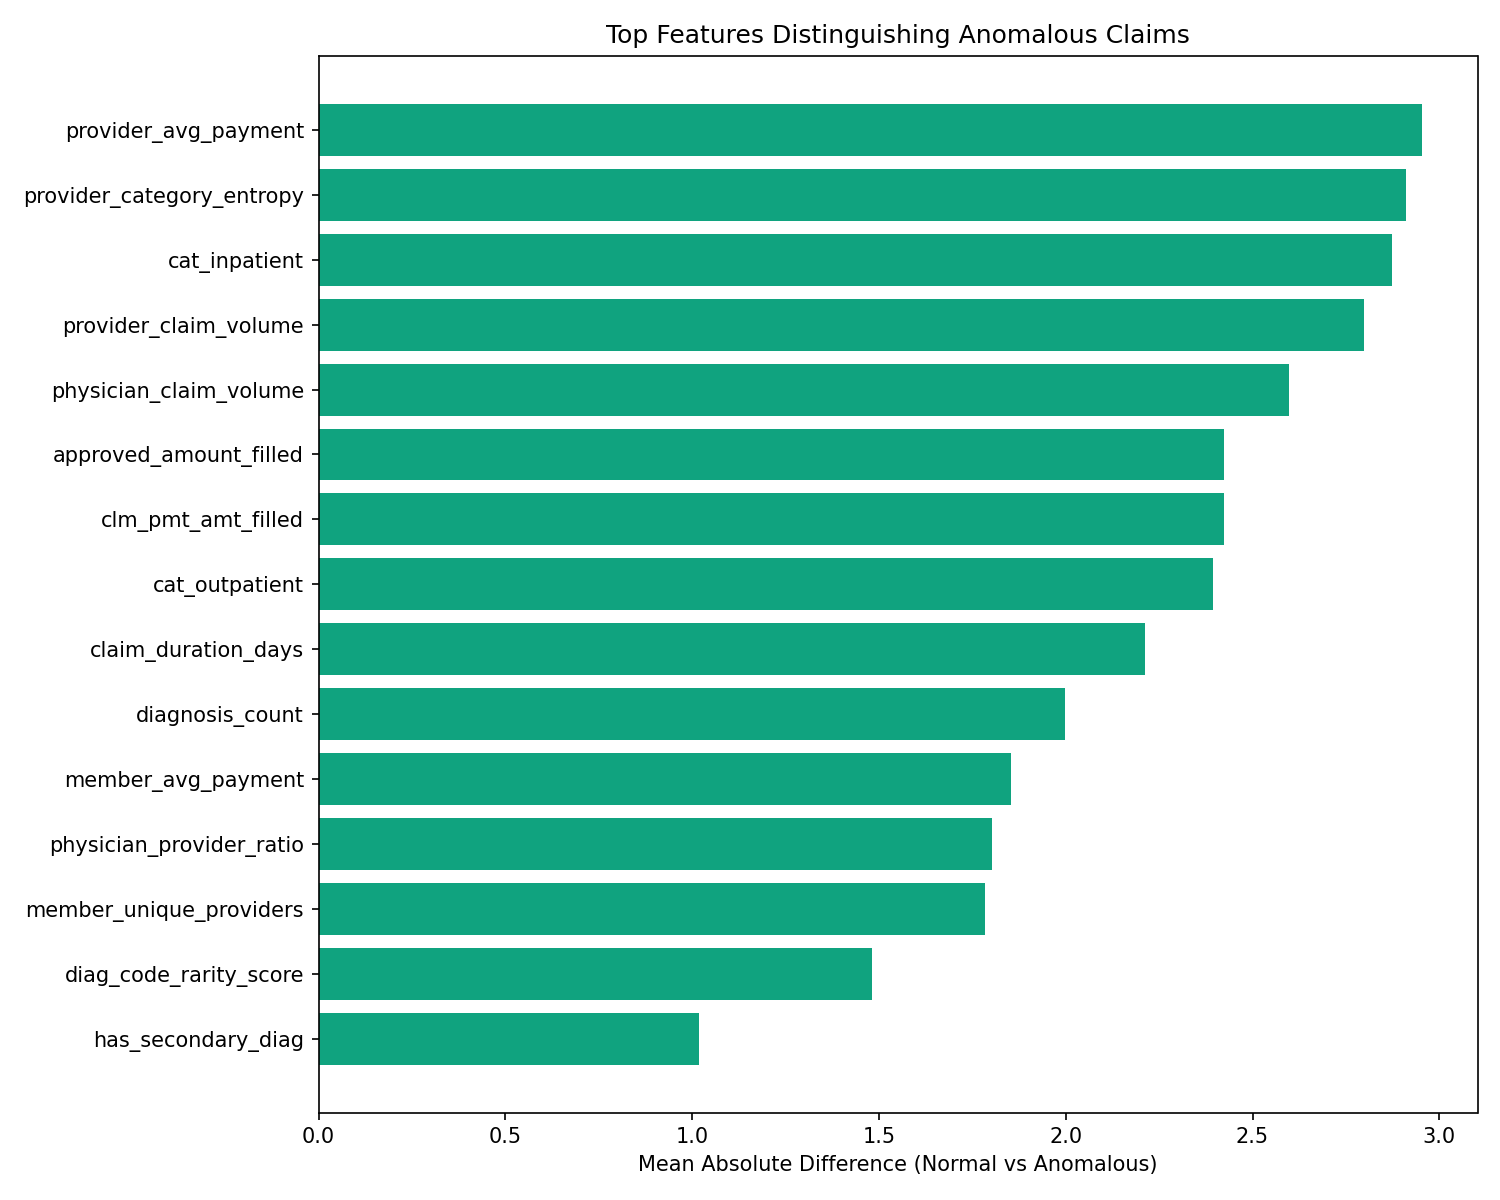 Top Features Distinguishing Anomalous Claims
provider_avg_payment
provider_category_entropy
cat_inpatient
provider_claim_volume
physician_claim_volume
approved_amount_filled
clm_pmt_amt_filled
cat_outpatient
claim_duration_days
diagnosis_count
member_avg_payment
physician_provider_ratio
member_unique_providers
diag_code_rarity_score
has_secondary_diag
0.0 0.5 1.0 1.5 2.0 2.5 3.0
Mean Absolute Difference (Normal vs Anomalous)